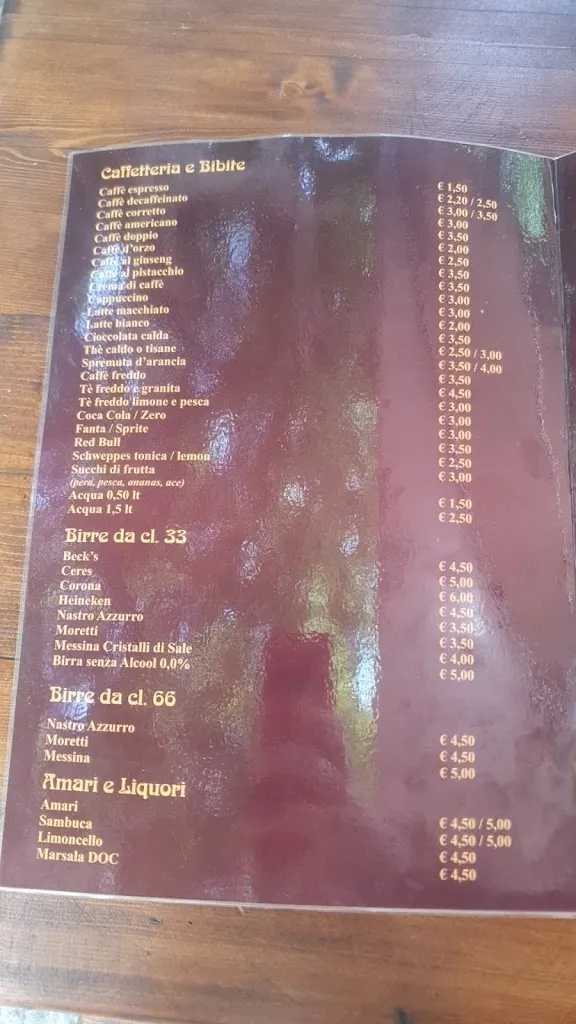 Caffetteria e Bibite
Caffè espresso € 1,50
Caffè decaffeinato € 2,20 / 2,50
Caffè corretto € 3,00 / 3,50
Caffè americano € 3,00
Caffè doppio € 3,50
Caffè d'orzo € 2,00
Caffè al ginseng € 2,50
Caffè al pistacchio € 3,50
Crema di caffè € 3,50
Cappuccino € 3,00
Latte macchiato € 3,00
Latte bianco € 2,00
Cioccolata calda € 3,50
Thè caldo o tisane € 2,50 / 3,00
Spremuta d'arancia € 3,50 / 4,00
Caffè freddo € 3,50
Tè freddo e granita € 4,50
Tè freddo limone e pesca € 3,00
Coca Cola / Zero € 3,00
Fanta / Sprite € 3,00
Red Bull € 3,50
Schweppes tonica / lemon € 2,50
Succhi di frutta € 3,00
(pera, pesca, ananas, ace)
Acqua 0,50 lt € 1,50
Acqua 1,5 lt € 2,50
Birre da cl. 33
Beck's € 4,50
Ceres € 5,00
Corona € 6,00
Heineken € 4,50
Nastro Azzurro € 3,50
Moretti € 3,50
Messina Cristalli di Sale € 4,00
Birra senza Alcool 0,0% € 5,00
Birre da cl. 66
Nastro Azzurro € 4,50
Moretti € 4,50
Messina € 5,00
Amari e Liquori
Amari € 4,50 / 5,00
Sambuca € 4,50 / 5,00
Limoncello € 4,50
Marsala DOC € 4,50